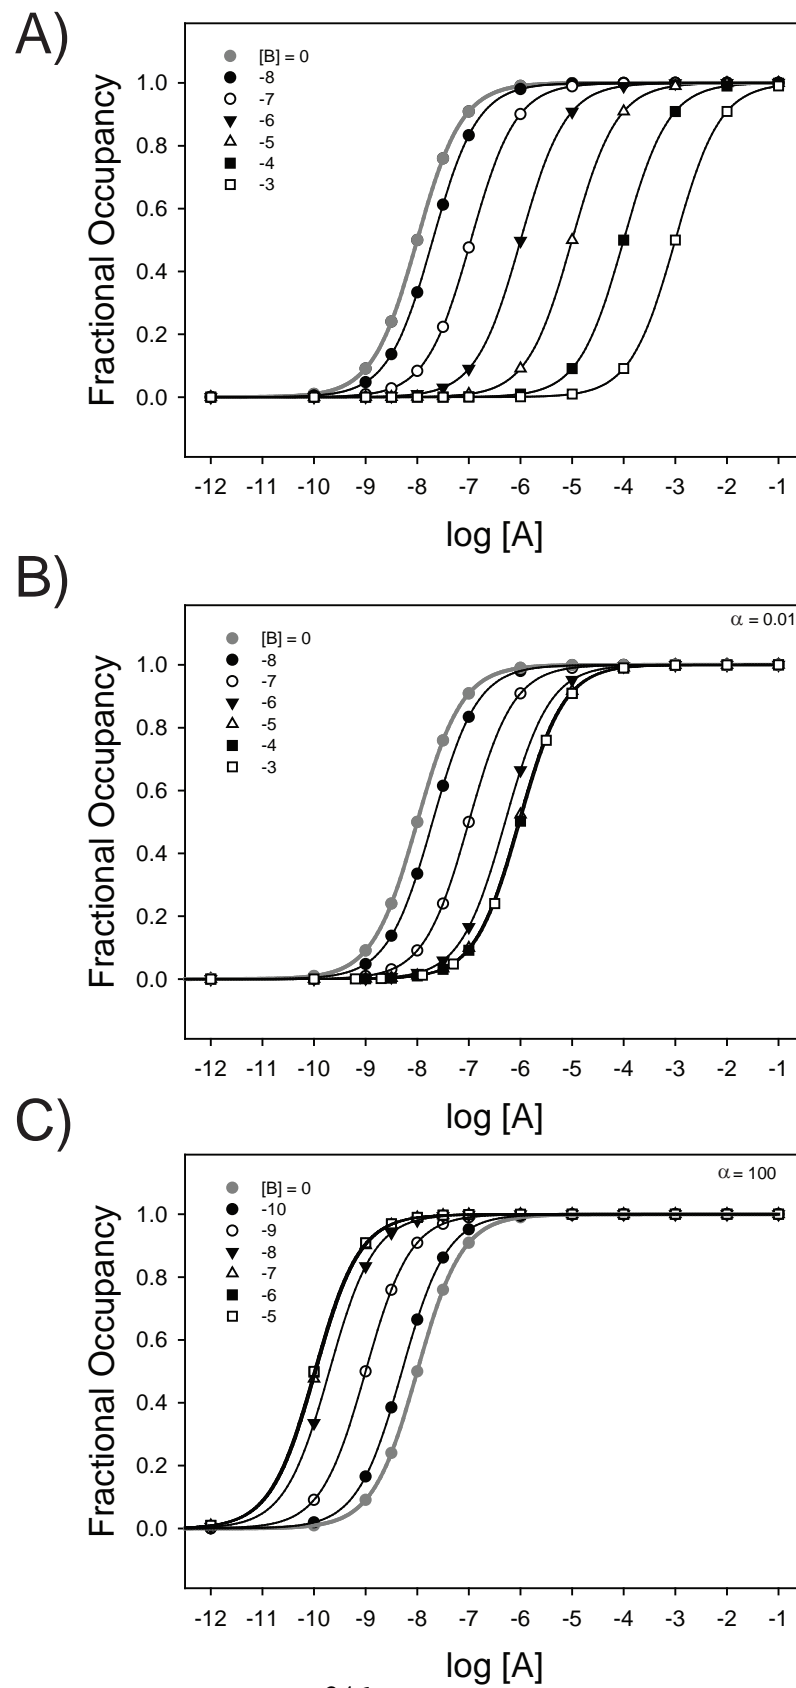 A)
[B] = 0
-8
-7
-6
-5
-4
-3
Fractional Occupancy
1.0
0.8
0.6
0.4
0.2
0.0
-12 -11 -10 -9 -8 -7 -6 -5 -4 -3 -2 -1
log [A]
B)
α = 0.01
[B] = 0
-8
-7
-6
-5
-4
-3
Fractional Occupancy
1.0
0.8
0.6
0.4
0.2
0.0
-12 -11 -10 -9 -8 -7 -6 -5 -4 -3 -2 -1
log [A]
C)
α = 100
[B] = 0
-10
-9
-8
-7
-6
-5
Fractional Occupancy
1.0
0.8
0.6
0.4
0.2
0.0
-12 -11 -10 -9 -8 -7 -6 -5 -4 -3 -2 -1
log [A]